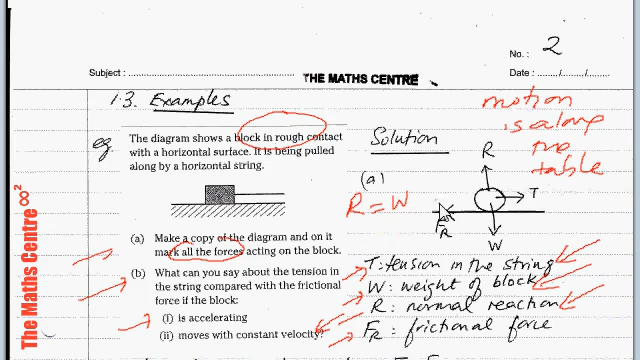 No.: 2
Subject : THE MATHS CENTRE Date : ....../....../......
1.3. Examples
eg
The diagram shows a block in rough contact
with a horizontal surface. It is being pulled
along by a horizontal string.
(a) Make a copy of the diagram and on it
mark all the forces acting on the block.
(b) What can you say about the tension in
the string compared with the frictional
force if the block:
(i) is accelerating
(ii) moves with constant velocity?
Solution
motion
is along
the
table
(a)
R = W
R
T
FR
W
T: tension in the string
W: weight of block
R: normal reaction
FR: frictional force
The Maths Centre ∞²